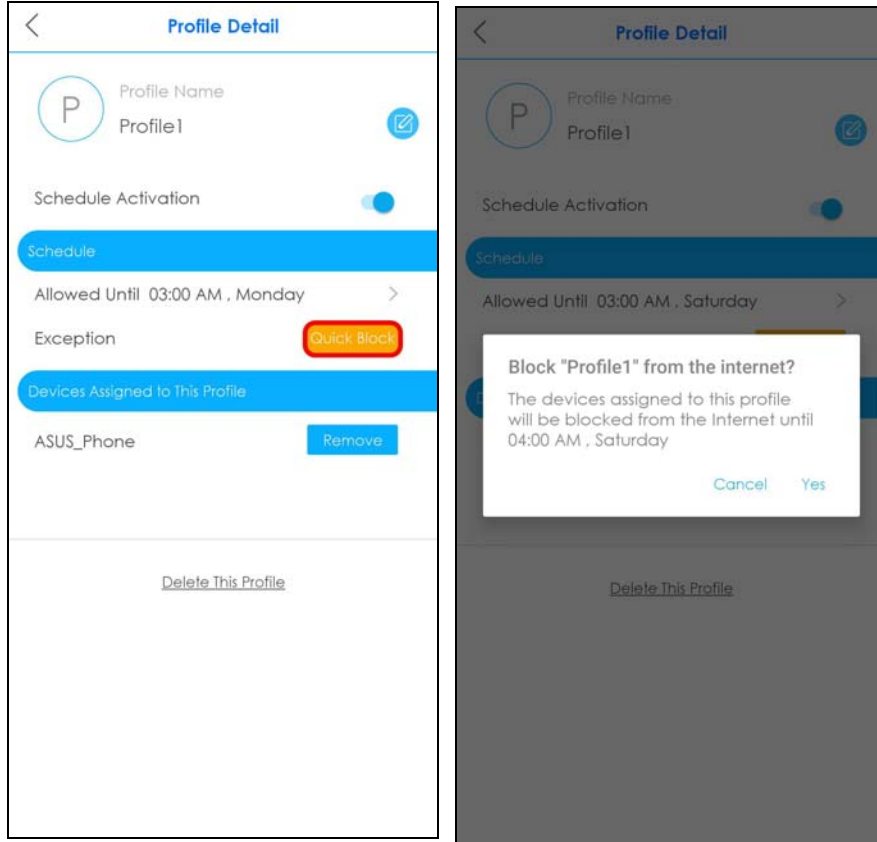 Profile Detail
P
Profile Name
Profile1
Schedule Activation
Schedule
Allowed Until 03:00 AM , Monday
Exception
Quick Block
Devices Assigned to This Profile
ASUS_Phone
Remove
Delete This Profile
Profile Detail
P
Profile Name
Profile1
Schedule Activation
Schedule
Allowed Until 03:00 AM , Saturday
Block "Profile1" from the internet?
The devices assigned to this profile
will be blocked from the Internet until
04:00 AM , Saturday
Cancel
Yes
Delete This Profile